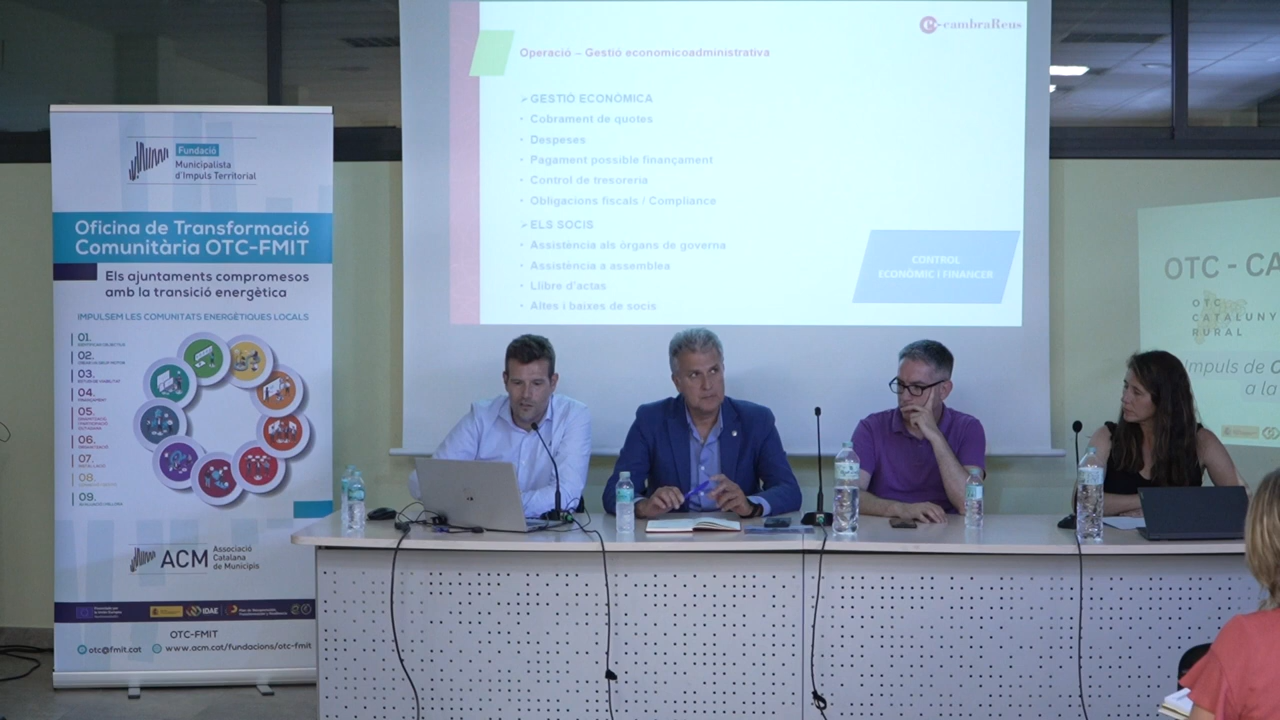 Fundació
Municipalista
d'Impuls Territorial
Oficina de Transformació
Comunitària OTC-FMIT
Els ajuntaments compromesos
amb la transició energètica
IMPULSEM LES COMUNITATS ENERGÈTIQUES LOCALS
01.
02.
03.
04.
05.
06.
07.
08.
09.
ACM
Associació
Catalana
de Municipis
IDAE
OTC-FMIT
otc@fmit.cat
www.acm.cat/fundacions/otc-fmit
e-cambraReus
Operació – Gestió economicoadministrativa
➢ GESTIÓ ECONÒMICA
• Cobrament de quotes
• Despeses
• Pagament possible finançament
• Control de tresoreria
• Obligacions fiscals / Compliance
➢ ELS SOCIS
• Assistència als òrgans de governa
• Assistència a assemblea
• Llibre d'actas
• Altes i baixes de socis
CONTROL
ECONÒMIC I FINANCER
OTC - CA
OTC
CATALUNY
RURAL
Impuls de
a la